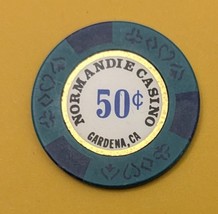 NORMANDIE CASINO
50¢
GARDENA, CA